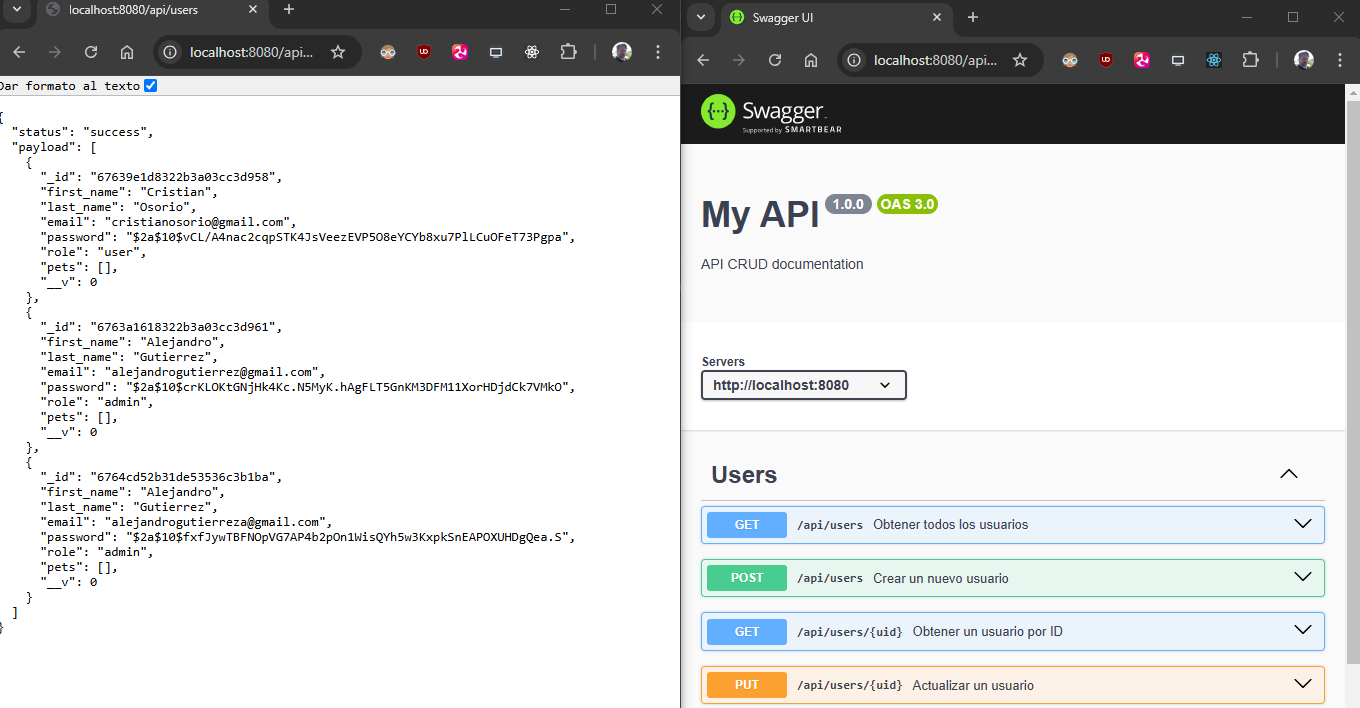 localhost:8080/api/users
localhost:8080/api...
Dar formato al texto
{
"status": "success",
"payload": [
{
"_id": "67639e1d8322b3a03cc3d958",
"first_name": "Cristian",
"last_name": "Osorio",
"email": "cristianosorio@gmail.com",
"password": "$2a$10$vCL/A4nac2cqpSTK4JsVeezEVP5O8eYCYb8xu7PlLCuOFeT73Pgpa",
"role": "user",
"pets": [],
"__v": 0
},
{
"_id": "6763a1618322b3a03cc3d961",
"first_name": "Alejandro",
"last_name": "Gutierrez",
"email": "alejandrogutierrez@gmail.com",
"password": "$2a$10$crKLOKtGNjHk4Kc.N5MyK.hAgFLT5GnKM3DFM11XorHDjdCk7VMkO",
"role": "admin",
"pets": [],
"__v": 0
},
{
"_id": "6764cd52b31de53536c3b1ba",
"first_name": "Alejandro",
"last_name": "Gutierrez",
"email": "alejandrogutierreza@gmail.com",
"password": "$2a$10$fxfJywTBFNOpVG7AP4b2pOn1WisQYh5w3KxpkSnEAPOXUHDgQea.S",
"role": "admin",
"pets": [],
"__v": 0
}
]
}
Swagger UI
localhost:8080/api...
Swagger
Supported by SMARTBEAR
My API 1.0.0 OAS 3.0
API CRUD documentation
Servers
http://localhost:8080
Users
GET /api/users Obtener todos los usuarios
POST /api/users Crear un nuevo usuario
GET /api/users/{uid} Obtener un usuario por ID
PUT /api/users/{uid} Actualizar un usuario